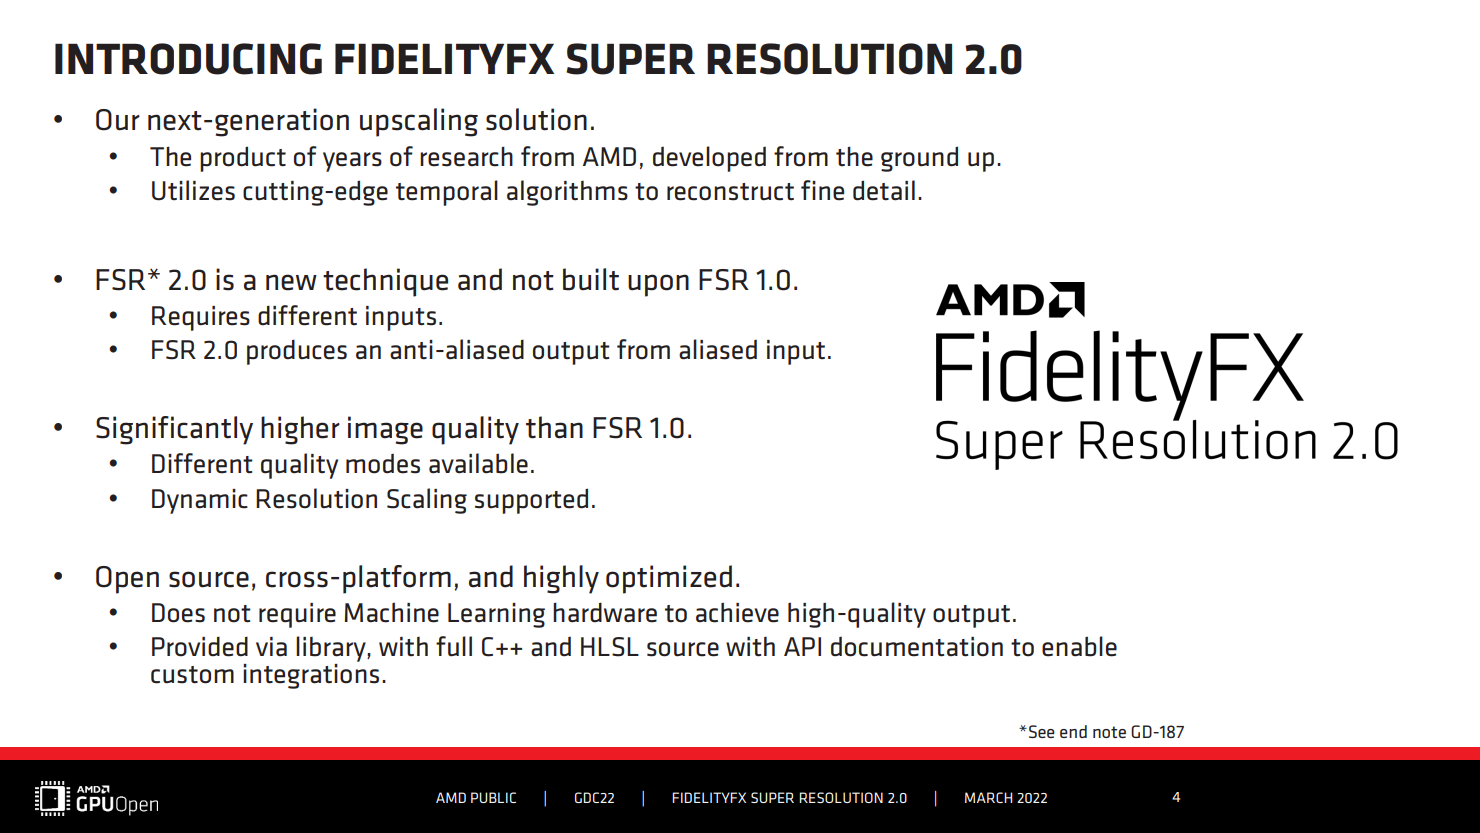 INTRODUCING FIDELITYFX SUPER RESOLUTION 2.0
• Our next-generation upscaling solution.
• The product of years of research from AMD, developed from the ground up.
• Utilizes cutting-edge temporal algorithms to reconstruct fine detail.
• FSR* 2.0 is a new technique and not built upon FSR 1.0.
• Requires different inputs.
• FSR 2.0 produces an anti-aliased output from aliased input.
• Significantly higher image quality than FSR 1.0.
• Different quality modes available.
• Dynamic Resolution Scaling supported.
• Open source, cross-platform, and highly optimized.
• Does not require Machine Learning hardware to achieve high-quality output.
• Provided via library, with full C++ and HLSL source with API documentation to enable
custom integrations.
AMD
FidelityFX
Super Resolution 2.0
*See end note GD-187
AMD
GPUOpen
AMD PUBLIC | GDC22 | FIDELITYFX SUPER RESOLUTION 2.0 | MARCH 2022
4